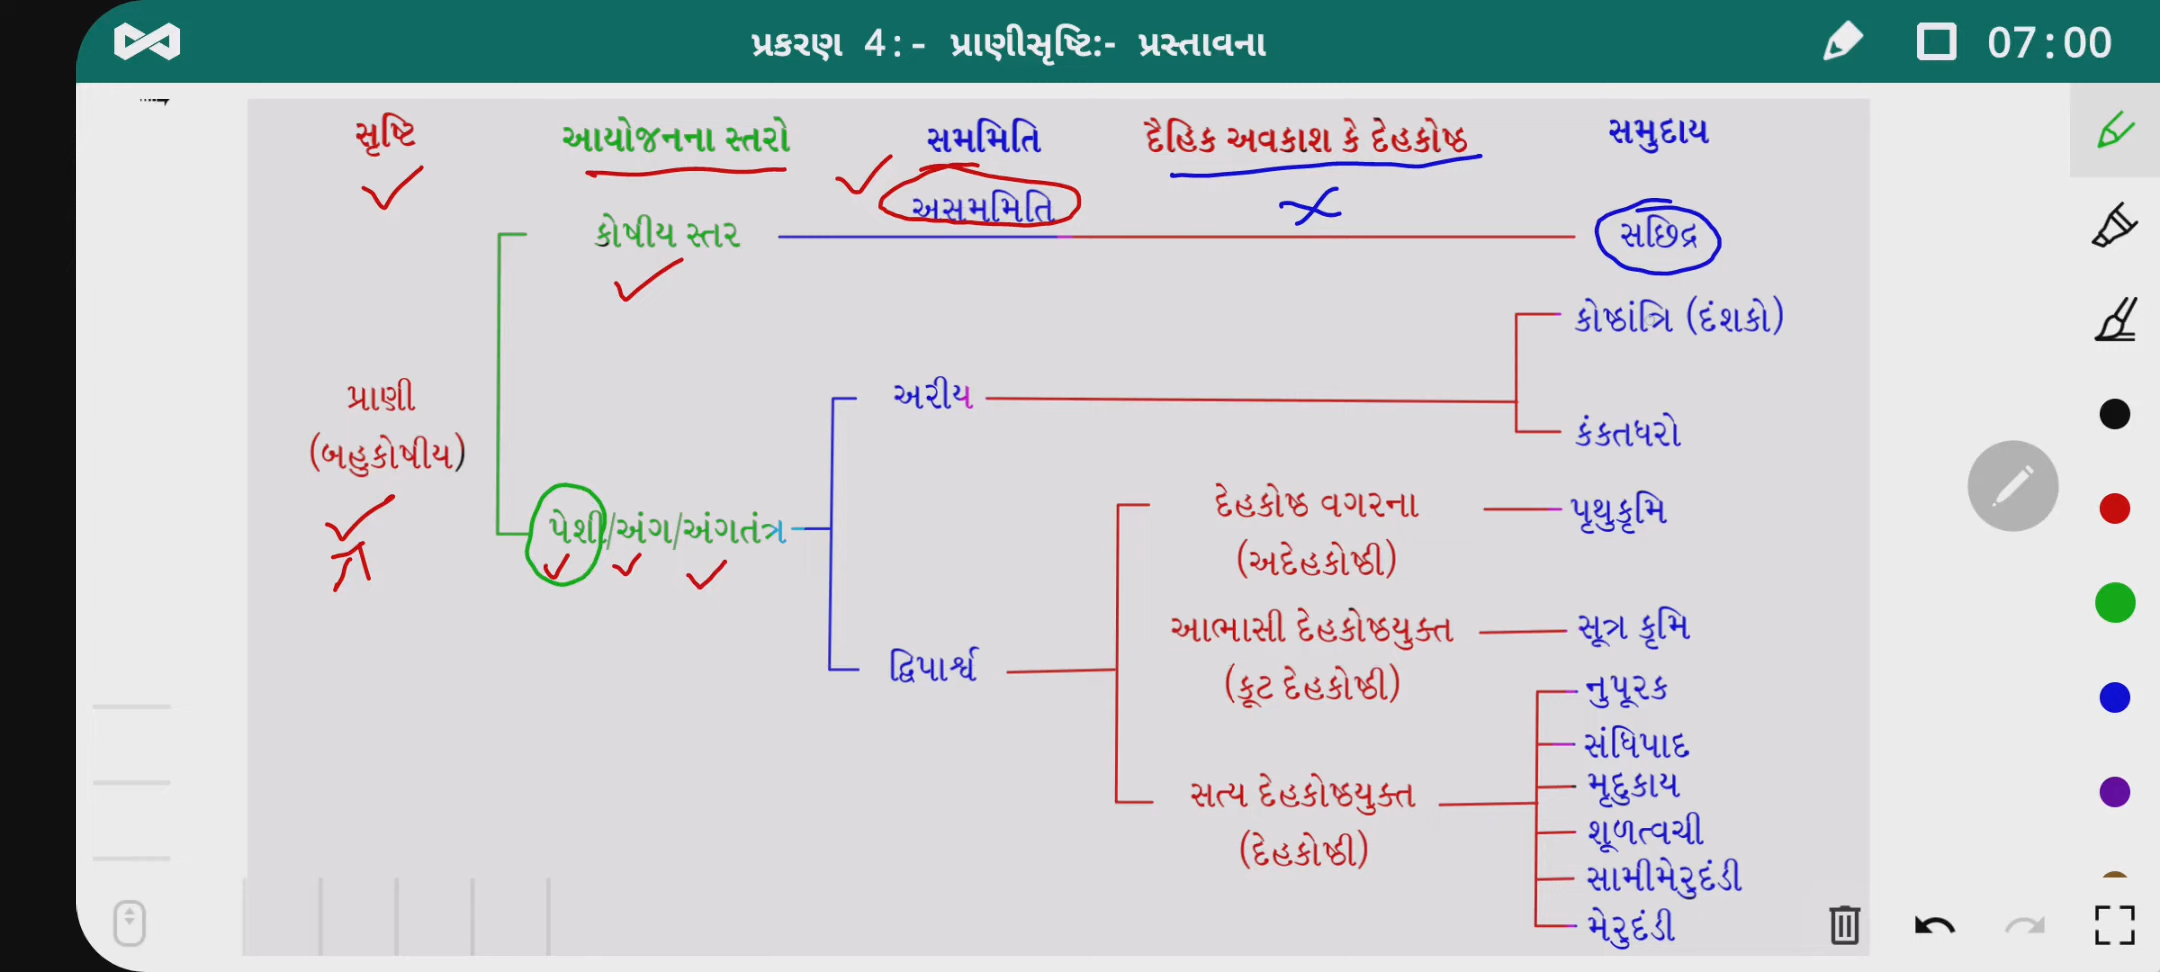 પ્રકરણ 4:- પ્રાણીસૃષ્ટિ:- પ્રસ્તાવના
07:00
સૃષ્ટિ આયોજનના સ્તરો સમમિતિ દૈહિક અવકાશ કે દેહકોષ્ઠ સમુદાય
અસમમિતિ
કોષીય સ્તર સછિદ્ર
કોષ્ઠાંત્રિ (દંશકો)
પ્રાણી અરીય
(બહુકોષીય) કંકતધરો
પેશી/અંગ/અંગતંત્ર દેહકોષ્ઠ વગરના પૃથુકૃમિ
(અદેહકોષ્ઠી)
આભાસી દેહકોષ્ઠયુક્ત સૂત્ર કૃમિ
દ્વિપાર્શ્વ (કૂટ દેહકોષ્ઠી) નુપૂરક
સંધિપાદ
સત્ય દેહકોષ્ઠયુક્ત મૃદુકાય
(દેહકોષ્ઠી) શૂળત્વચી
સામીમેરુદંડી
મેરુદંડી